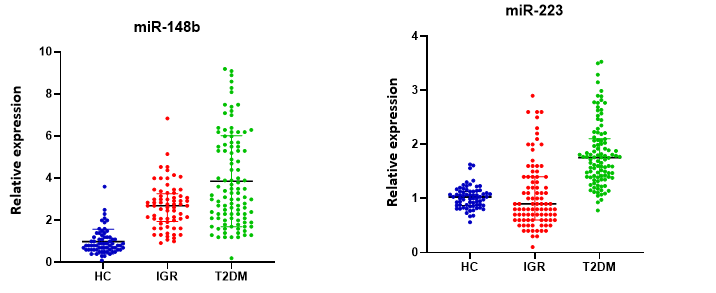 miR-148b
Relative expression
10
8
6
4
2
0
HC IGR T2DM
miR-223
Relative expression
4
3
2
1
0
HC IGR T2DM